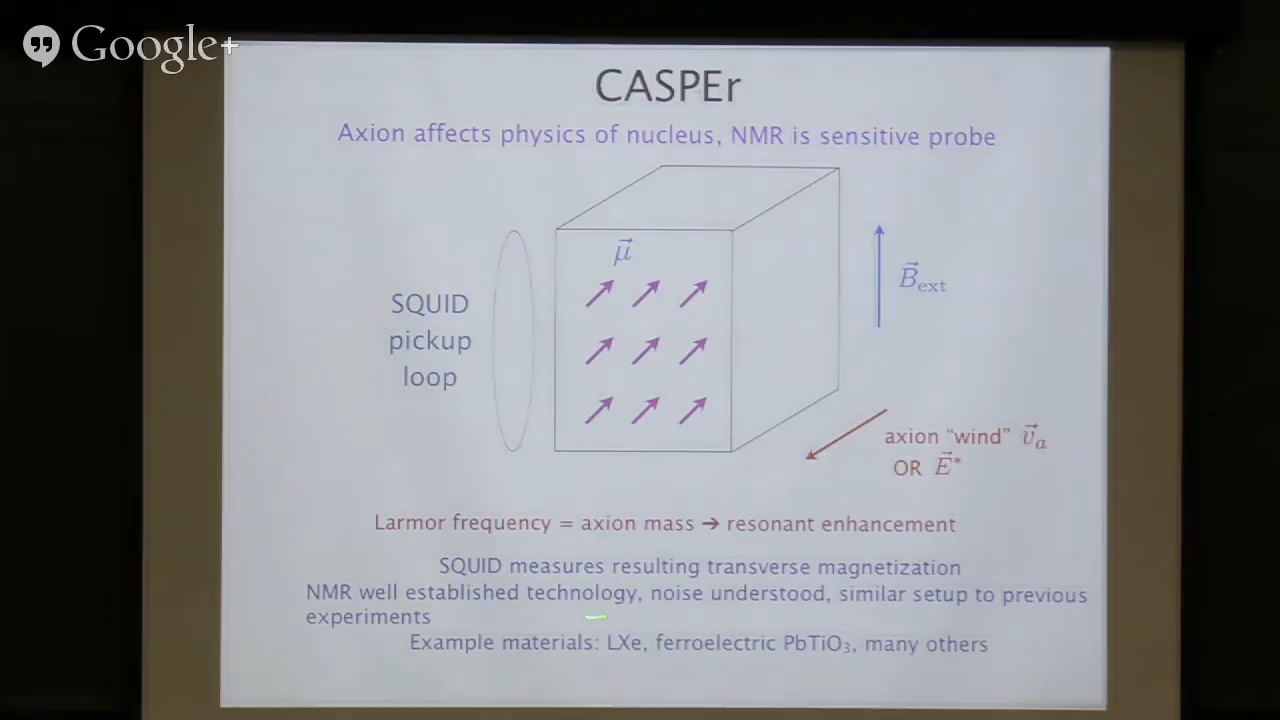 Google+
CASPEr
Axion affects physics of nucleus, NMR is sensitive probe
μ⃗
B⃗ext
SQUID
pickup
loop
axion “wind” v⃗a
OR E⃗*
Larmor frequency = axion mass ➔ resonant enhancement
SQUID measures resulting transverse magnetization
NMR well established technology, noise understood, similar setup to previous
experiments
Example materials: LXe, ferroelectric PbTiO₃, many others